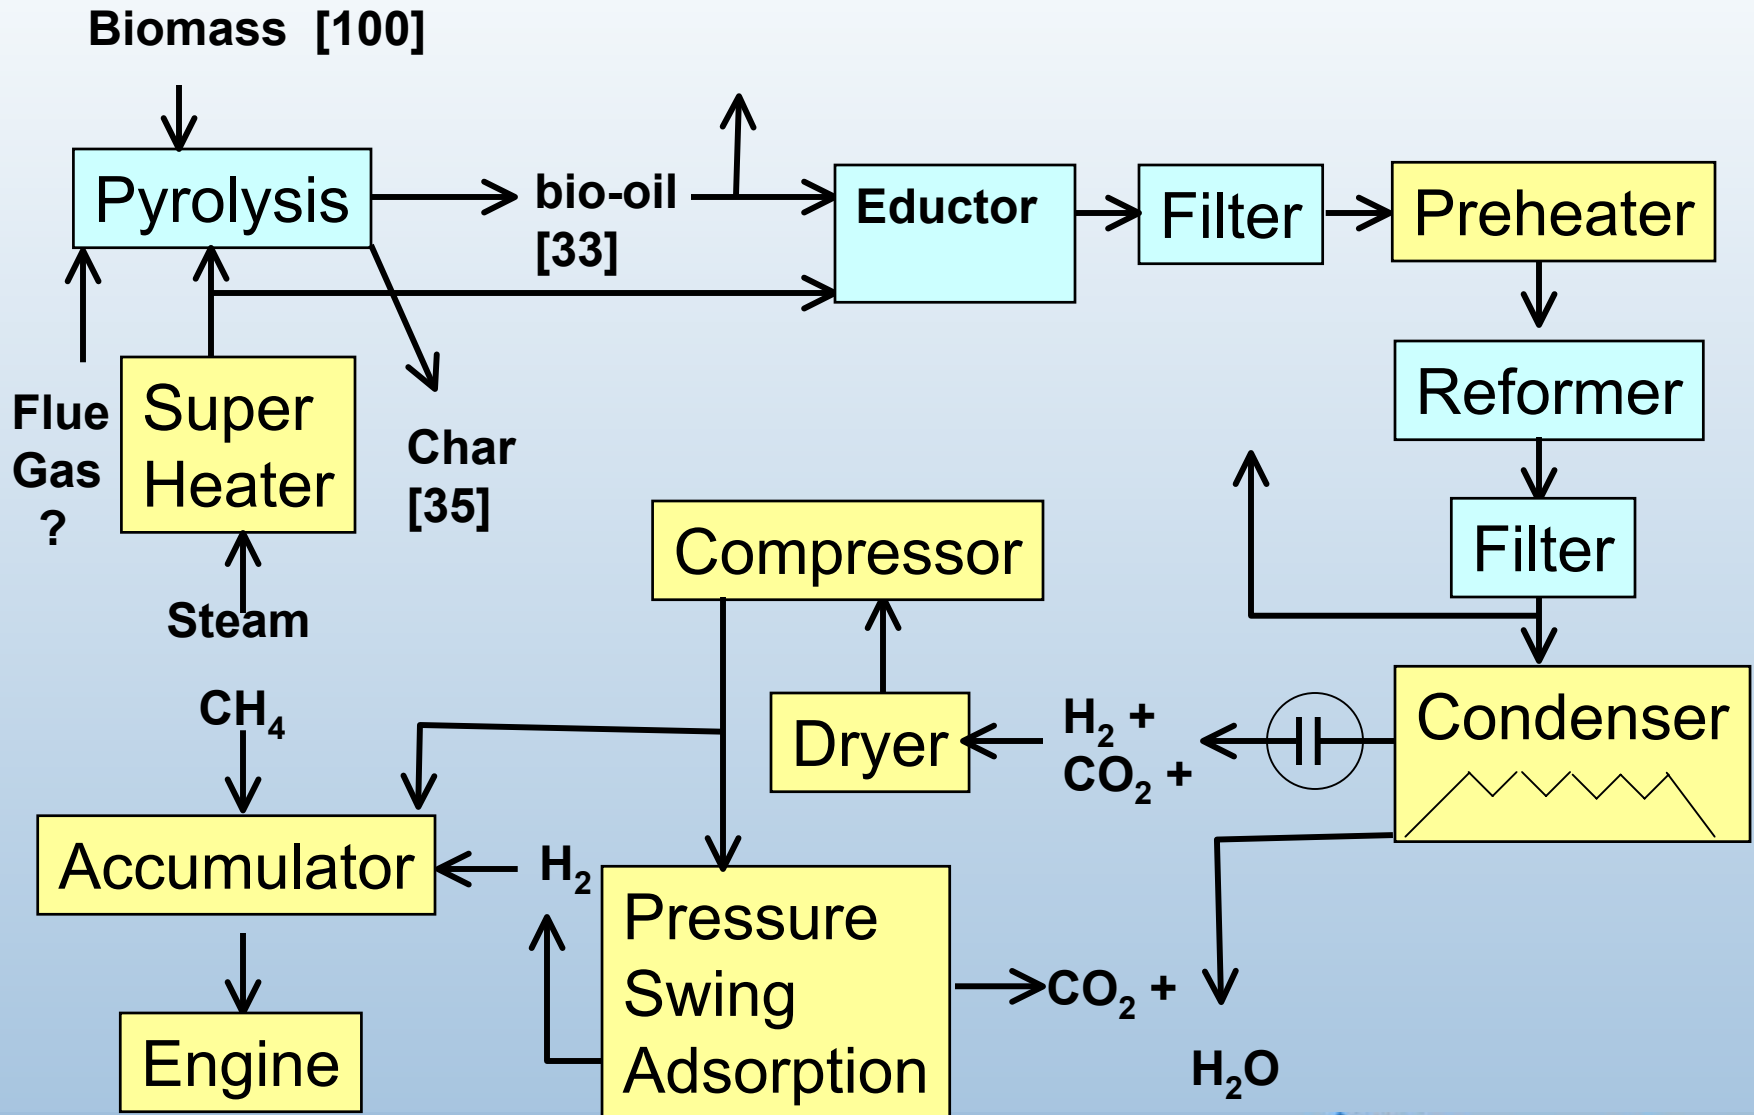 Biomass [100]
Pyrolysis
bio-oil
[33]
Eductor
Filter
Preheater
Reformer
Filter
Flue
Gas
?
Super
Heater
Char
[35]
Steam
Compressor
CH₄
Dryer
H₂ +
CO₂ +
Condenser
Accumulator
H₂
Pressure
Swing
Adsorption
CO₂ +
H₂O
Engine